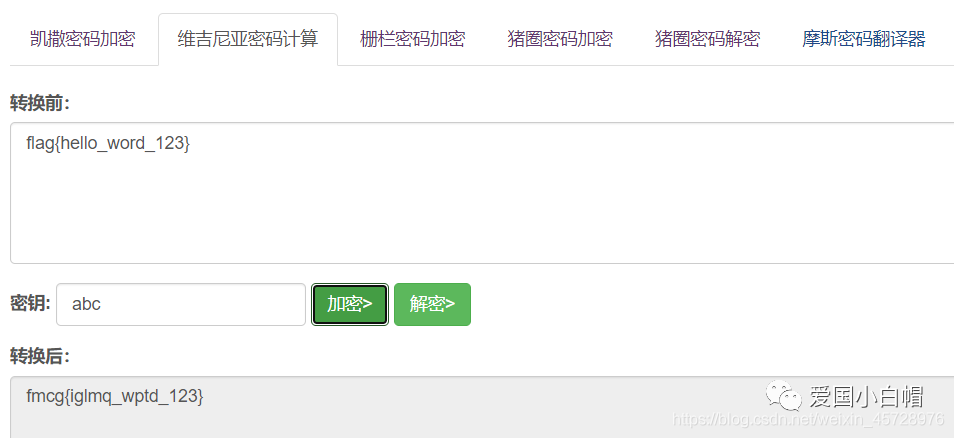 凯撒密码加密 维吉尼亚密码计算 栅栏密码加密 猪圈密码加密 猪圈密码解密 摩斯密码翻译器
转换前:
flag{hello_word_123}
密钥: abc 加密> 解密>
转换后:
fmcg{iglmq_wptd_123}
爱国小白帽
https://blog.csdn.net/weixin_45728976